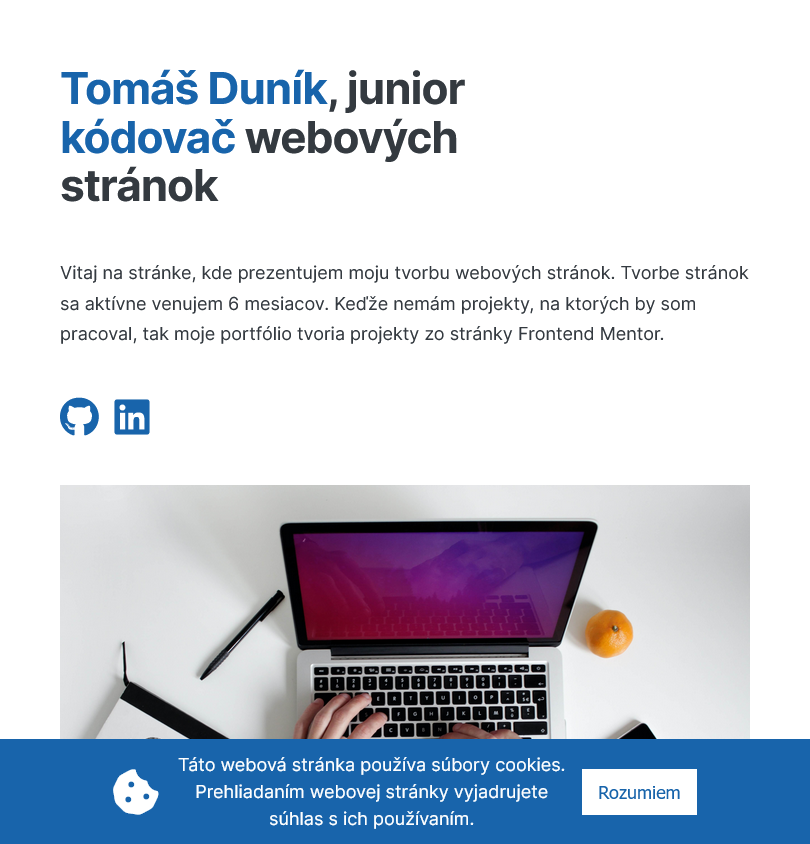 Tomáš Duník, junior
kódovač webových
stránok
Vitaj na stránke, kde prezentujem moju tvorbu webových stránok. Tvorbe stránok
sa aktívne venujem 6 mesiacov. Keďže nemám projekty, na ktorých by som
pracoval, tak moje portfólio tvoria projekty zo stránky Frontend Mentor.
in
Táto webová stránka používa súbory cookies.
Prehliadaním webovej stránky vyjadrujete
súhlas s ich používaním.
Rozumiem